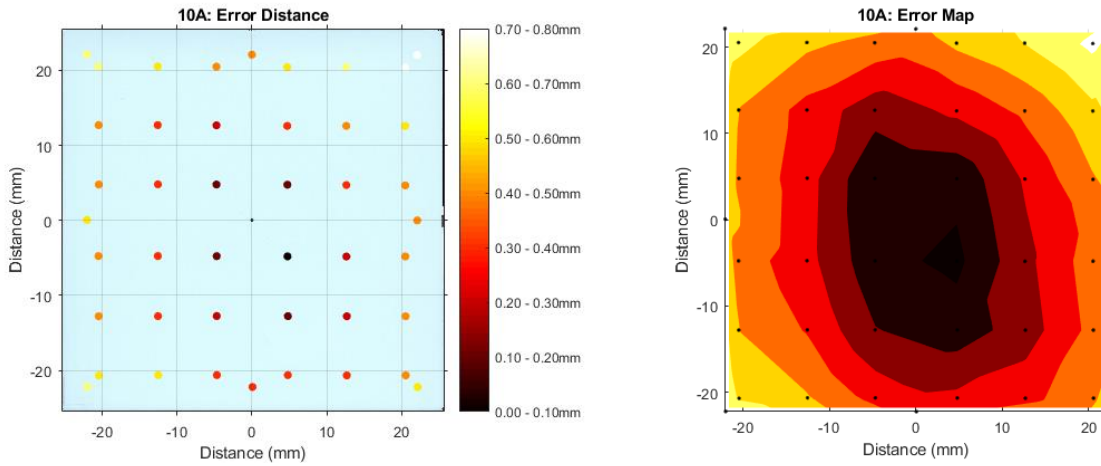 10A: Error Distance
Distance (mm)
20
10
0
-10
-20
-20
-10
0
10
20
Distance (mm)
0.70 - 0.80mm
0.60 - 0.70mm
0.50 - 0.60mm
0.40 - 0.50mm
0.30 - 0.40mm
0.20 - 0.30mm
0.10 - 0.20mm
0.00 - 0.10mm
10A: Error Map
Distance (mm)
20
10
0
-10
-20
-20
-10
0
10
20
Distance (mm)